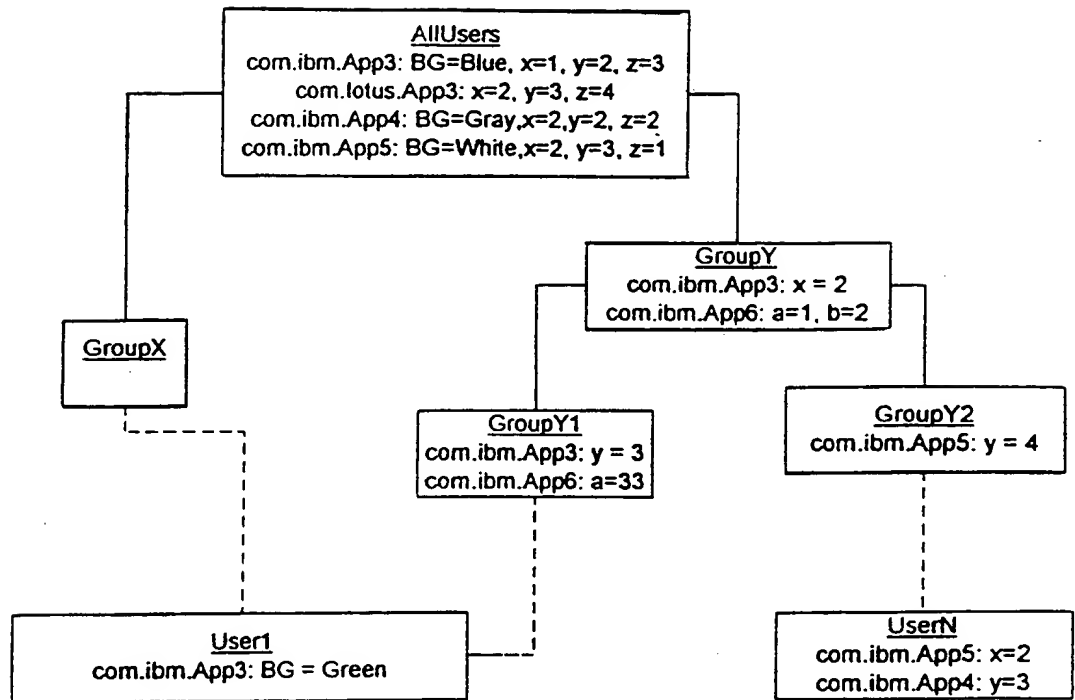 AllUsers
com.ibm.App3: BG=Blue, x=1, y=2, z=3
com.lotus.App3: x=2, y=3, z=4
com.ibm.App4: BG=Gray,x=2,y=2, z=2
com.ibm.App5: BG=White,x=2, y=3, z=1
GroupY
com.ibm.App3: x = 2
com.ibm.App6: a=1, b=2
GroupX
GroupY1
com.ibm.App3: y = 3
com.ibm.App6: a=33
GroupY2
com.ibm.App5: y = 4
User1
com.ibm.App3: BG = Green
UserN
com.ibm.App5: x=2
com.ibm.App4: y=3